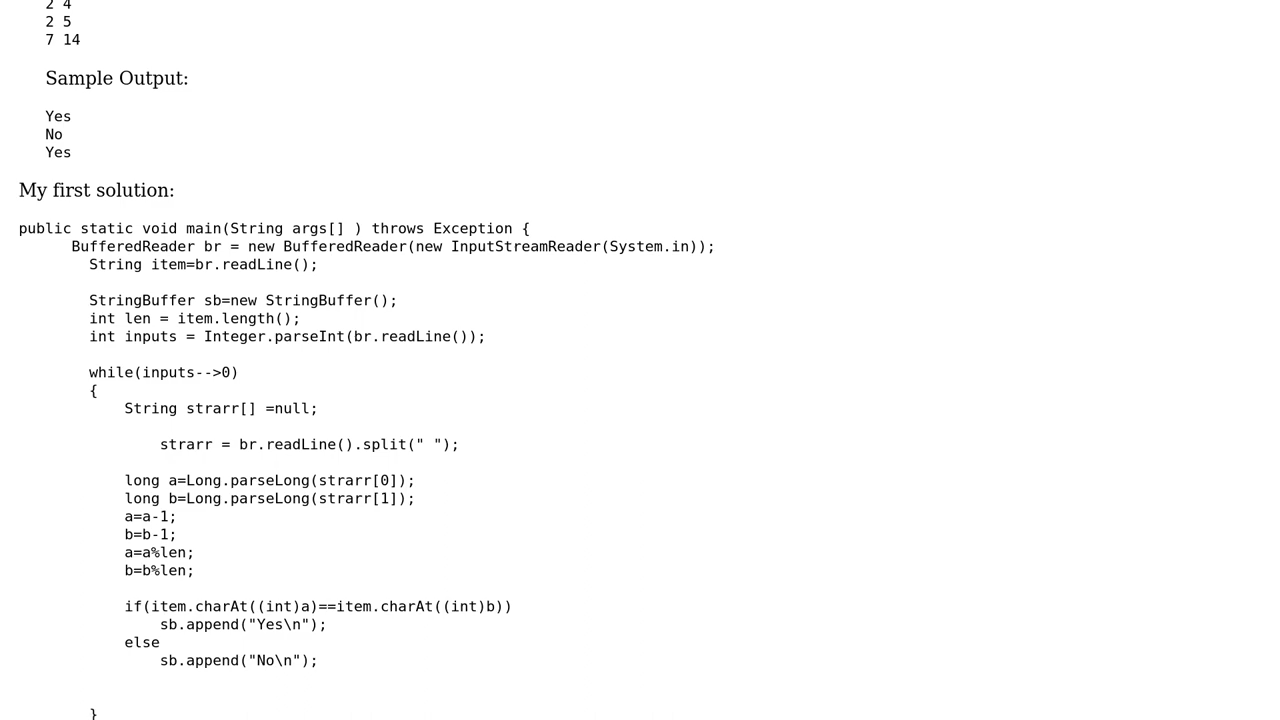 2 4
2 5
7 14
Sample Output:
Yes
No
Yes
My first solution:
public static void main(String args[] ) throws Exception {
BufferedReader br = new BufferedReader(new InputStreamReader(System.in));
String item=br.readLine();
StringBuffer sb=new StringBuffer();
int len = item.length();
int inputs = Integer.parseInt(br.readLine());
while(inputs-->0)
{
String strarr[] =null;
strarr = br.readLine().split(" ");
long a=Long.parseLong(strarr[0]);
long b=Long.parseLong(strarr[1]);
a=a-1;
b=b-1;
a=a%len;
b=b%len;
if(item.charAt((int)a)==item.charAt((int)b))
sb.append("Yes\n");
else
sb.append("No\n");
}